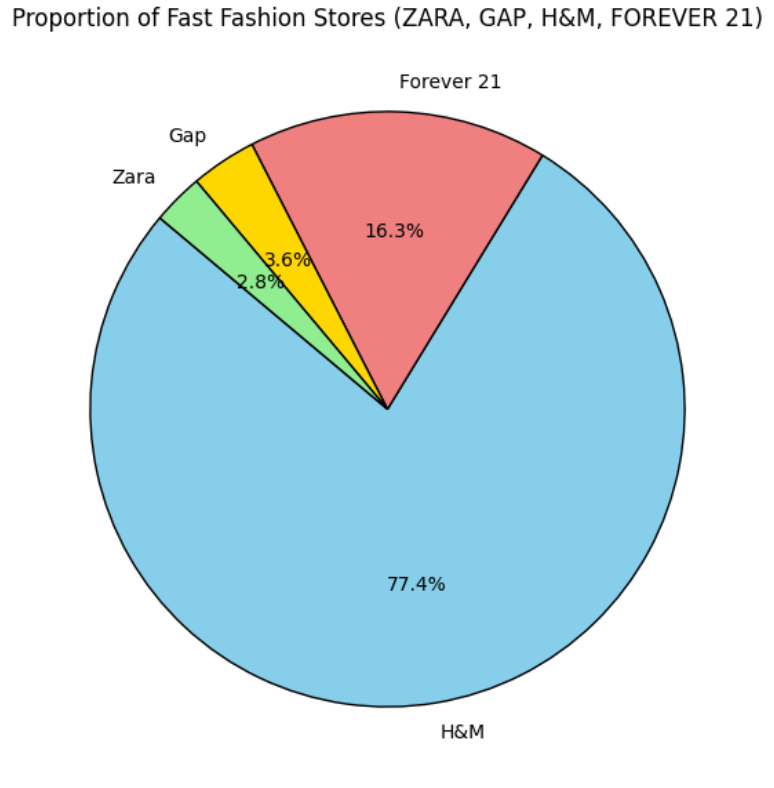 Proportion of Fast Fashion Stores (ZARA, GAP, H&M, FOREVER 21)
Forever 21
Gap
Zara
16.3%
3.6%
2.8%
77.4%
H&M